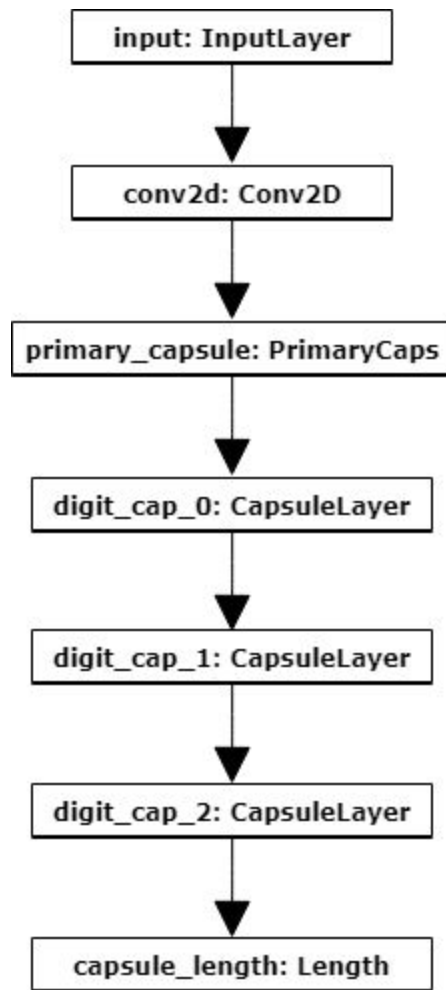 input: InputLayer
conv2d: Conv2D
primary_capsule: PrimaryCaps
digit_cap_0: CapsuleLayer
digit_cap_1: CapsuleLayer
digit_cap_2: CapsuleLayer
capsule_length: Length